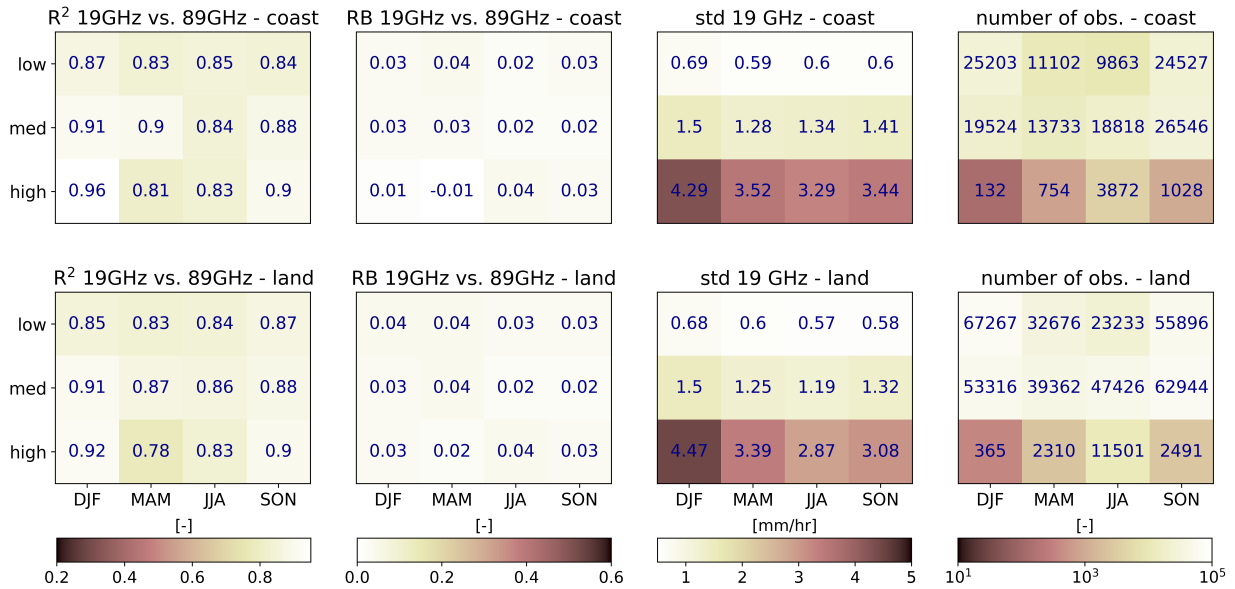 R² 19GHz vs. 89GHz - coast RB 19GHz vs. 89GHz - coast std 19 GHz - coast number of obs. - coast
low 0.87 0.83 0.85 0.84 0.03 0.04 0.02 0.03 0.69 0.59 0.6 0.6 25203 11102 9863 24527
med 0.91 0.9 0.84 0.88 0.03 0.03 0.02 0.02 1.5 1.28 1.34 1.41 19524 13733 18818 26546
high 0.96 0.81 0.83 0.9 0.01 -0.01 0.04 0.03 4.29 3.52 3.29 3.44 132 754 3872 1028
R² 19GHz vs. 89GHz - land RB 19GHz vs. 89GHz - land std 19 GHz - land number of obs. - land
low 0.85 0.83 0.84 0.87 0.04 0.04 0.03 0.03 0.68 0.6 0.57 0.58 67267 32676 23233 55896
med 0.91 0.87 0.86 0.88 0.03 0.04 0.02 0.02 1.5 1.25 1.19 1.32 53316 39362 47426 62944
high 0.92 0.78 0.83 0.9 0.03 0.02 0.04 0.03 4.47 3.39 2.87 3.08 365 2310 11501 2491
DJF MAM JJA SON DJF MAM JJA SON DJF MAM JJA SON DJF MAM JJA SON
[-] [-] [mm/hr] [-]
0.2 0.4 0.6 0.8 0.0 0.2 0.4 0.6 1 2 3 4 5 10¹ 10³ 10⁵